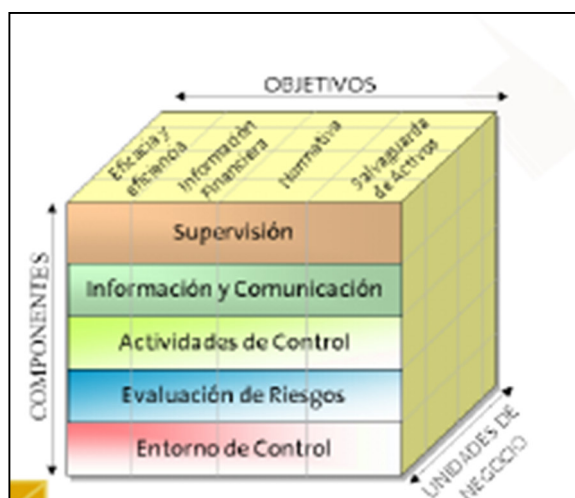 OBJETIVOS
Eficacia y
eficiencia
Información
Financiera
Normativa
Salvaguarda
de Activos
COMPONENTES
Supervisión
Información y Comunicación
Actividades de Control
Evaluación de Riesgos
Entorno de Control
UNIDADES DE
NEGOCIO